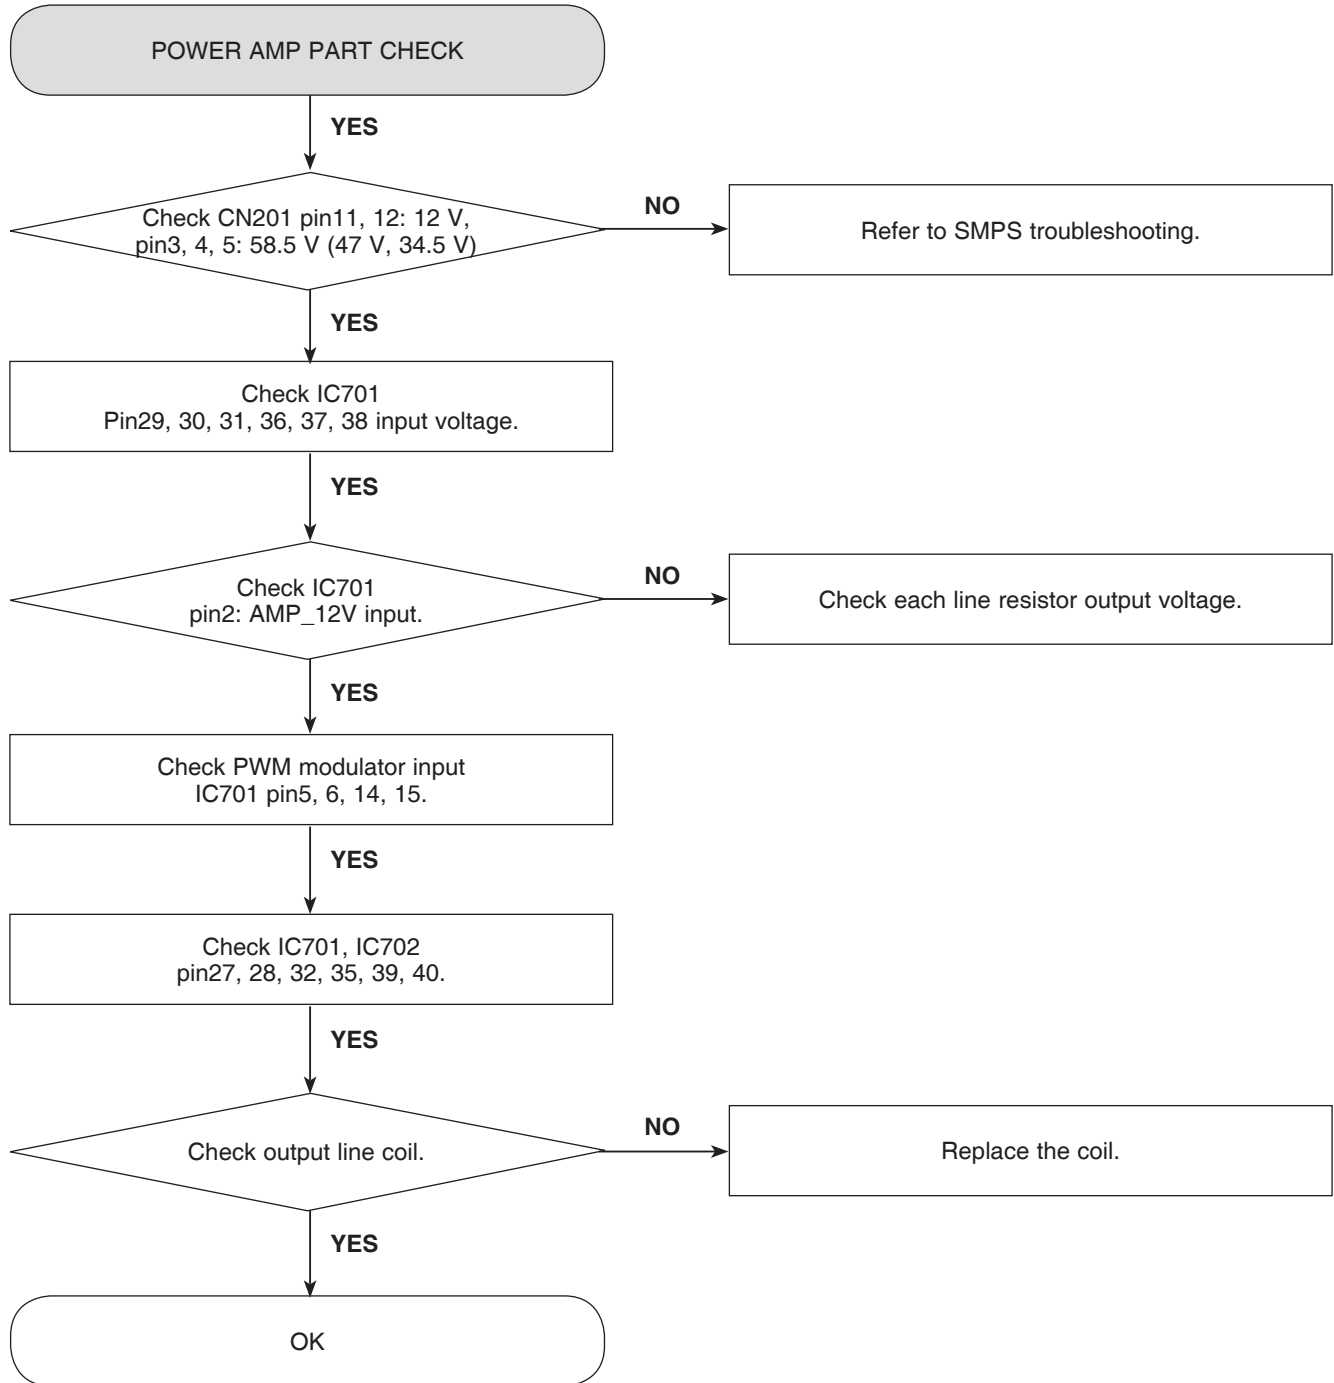 POWER AMP PART CHECK
YES
Check CN201 pin11, 12: 12 V,
pin3, 4, 5: 58.5 V (47 V, 34.5 V)
NO
Refer to SMPS troubleshooting.
YES
Check IC701
Pin29, 30, 31, 36, 37, 38 input voltage.
YES
Check IC701
pin2: AMP_12V input.
NO
Check each line resistor output voltage.
YES
Check PWM modulator input
IC701 pin5, 6, 14, 15.
YES
Check IC701, IC702
pin27, 28, 32, 35, 39, 40.
YES
Check output line coil.
NO
Replace the coil.
YES
OK